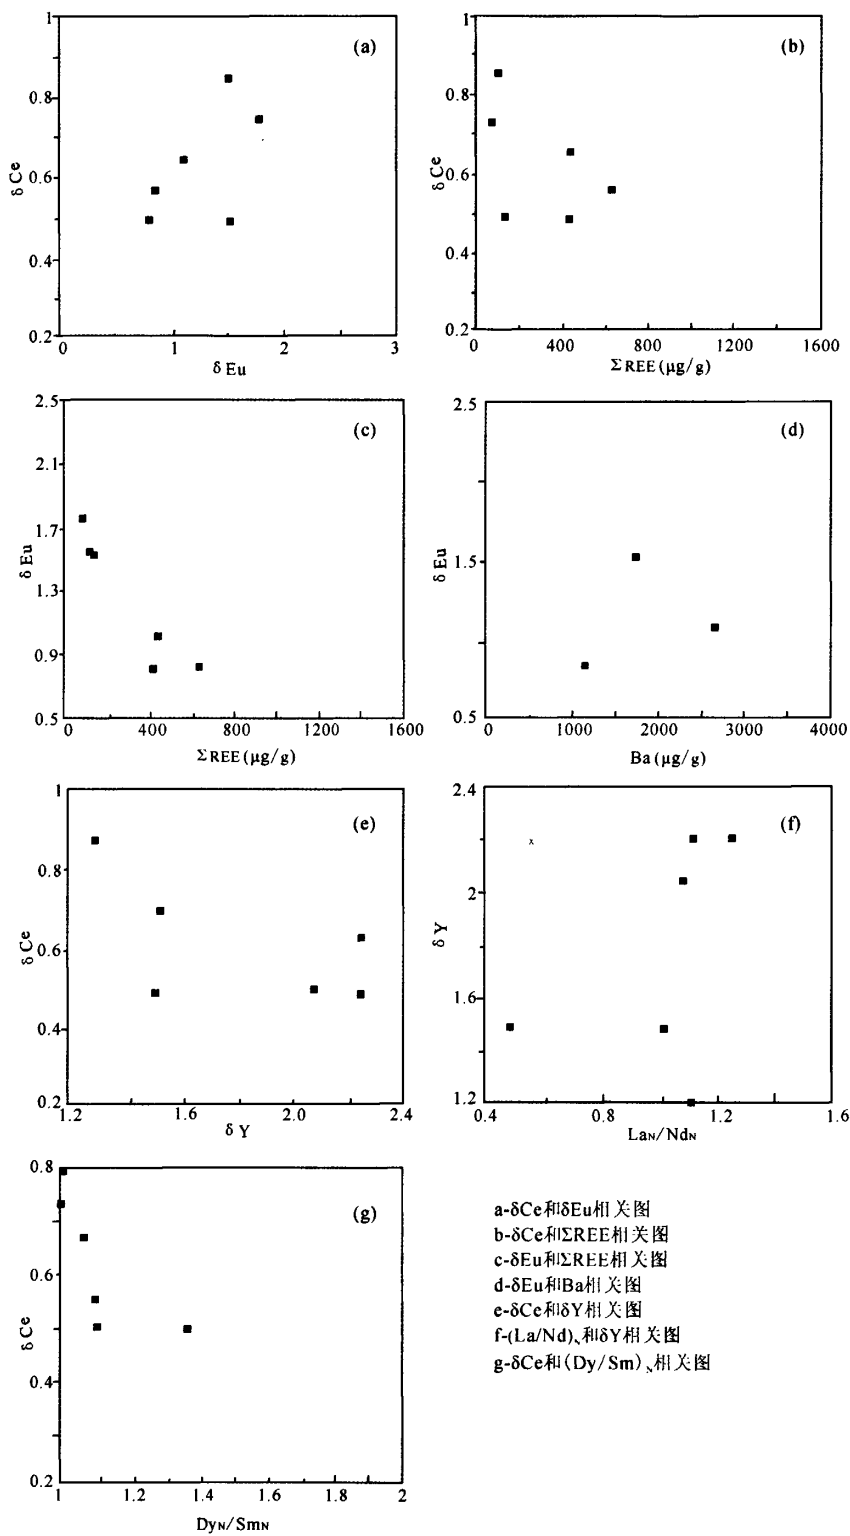 1
(a)
0.8
δCe
0.6
0.4
0.2
0 1 2 3
δEu
1
(b)
0.8
δCe
0.6
0.4
0.2
0 400 800 1200 1600
ΣREE(μg/g)
2.5
(c)
2.1
1.7
δEu
1.3
0.9
0.5
0 400 800 1200 1600
ΣREE(μg/g)
2.5
(d)
δEu
1.5
0.5
0 1000 2000 3000 4000
Ba(μg/g)
1
(e)
0.8
δCe
0.6
0.4
0.2
1.2 1.6 2.0 2.4
δY
2.4
(f)
x
2
δY
1.6
1.2
0.4 0.8 1.2 1.6
LaN/NdN
0.8
(g)
0.6
δCe
0.4
0.2
1 1.2 1.4 1.6 1.8 2
DyN/SmN
a-δCe和δEu相关图
b-δCe和ΣREE相关图
c-δEu和ΣREE相关图
d-δEu和Ba相关图
e-δCe和δY相关图
f-(La/Nd)N和δY相关图
g-δCe和(Dy/Sm)N相关图